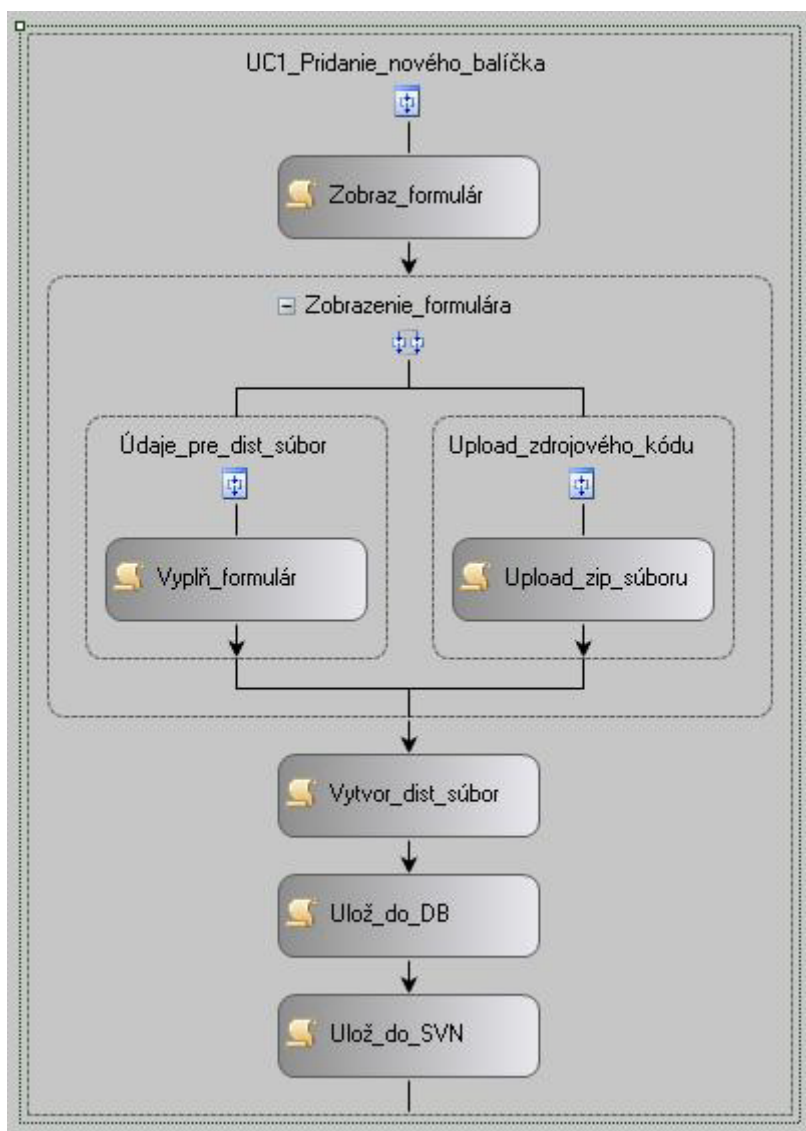 UC1_Pridanie_nového_balíčka
Zobraz_formulár
Zobrazenie_formulára
Údaje_pre_dist_súbor
Upload_zdrojového_kódu
Vyplň_formulár
Upload_zip_súboru
Vytvor_dist_súbor
Ulož_do_DB
Ulož_do_SVN